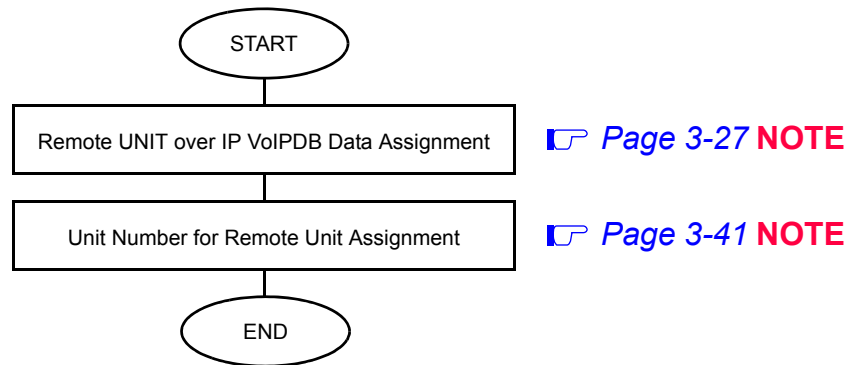 START
Remote UNIT over IP VoIPDB Data Assignment
Page 3-27 NOTE
Unit Number for Remote Unit Assignment
Page 3-41 NOTE
END